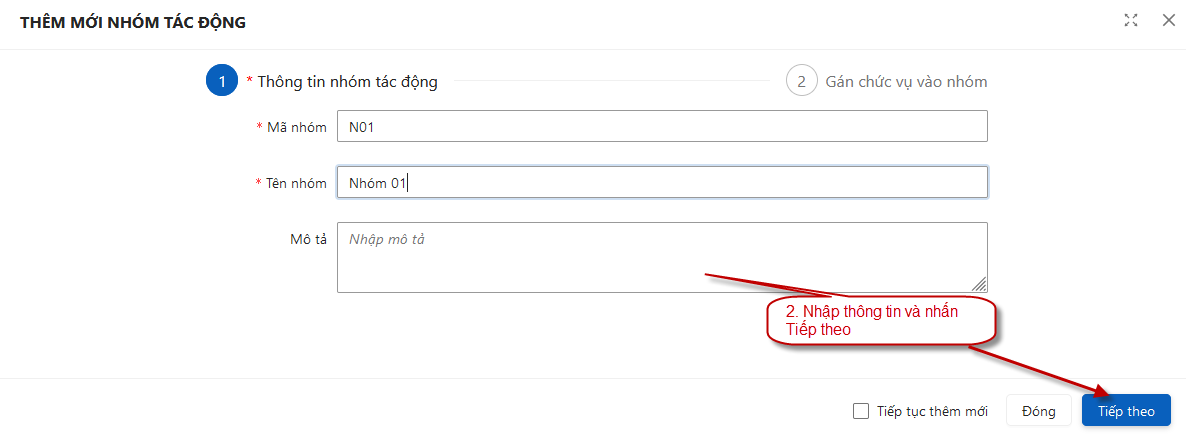 THÊM MỚI NHÓM TÁC ĐỘNG
1 * Thông tin nhóm tác động
2 Gán chức vụ vào nhóm
* Mã nhóm N01
* Tên nhóm Nhóm 01
Mô tả Nhập mô tả
2. Nhập thông tin và nhấn
Tiếp theo
Tiếp tục thêm mới Đóng Tiếp theo